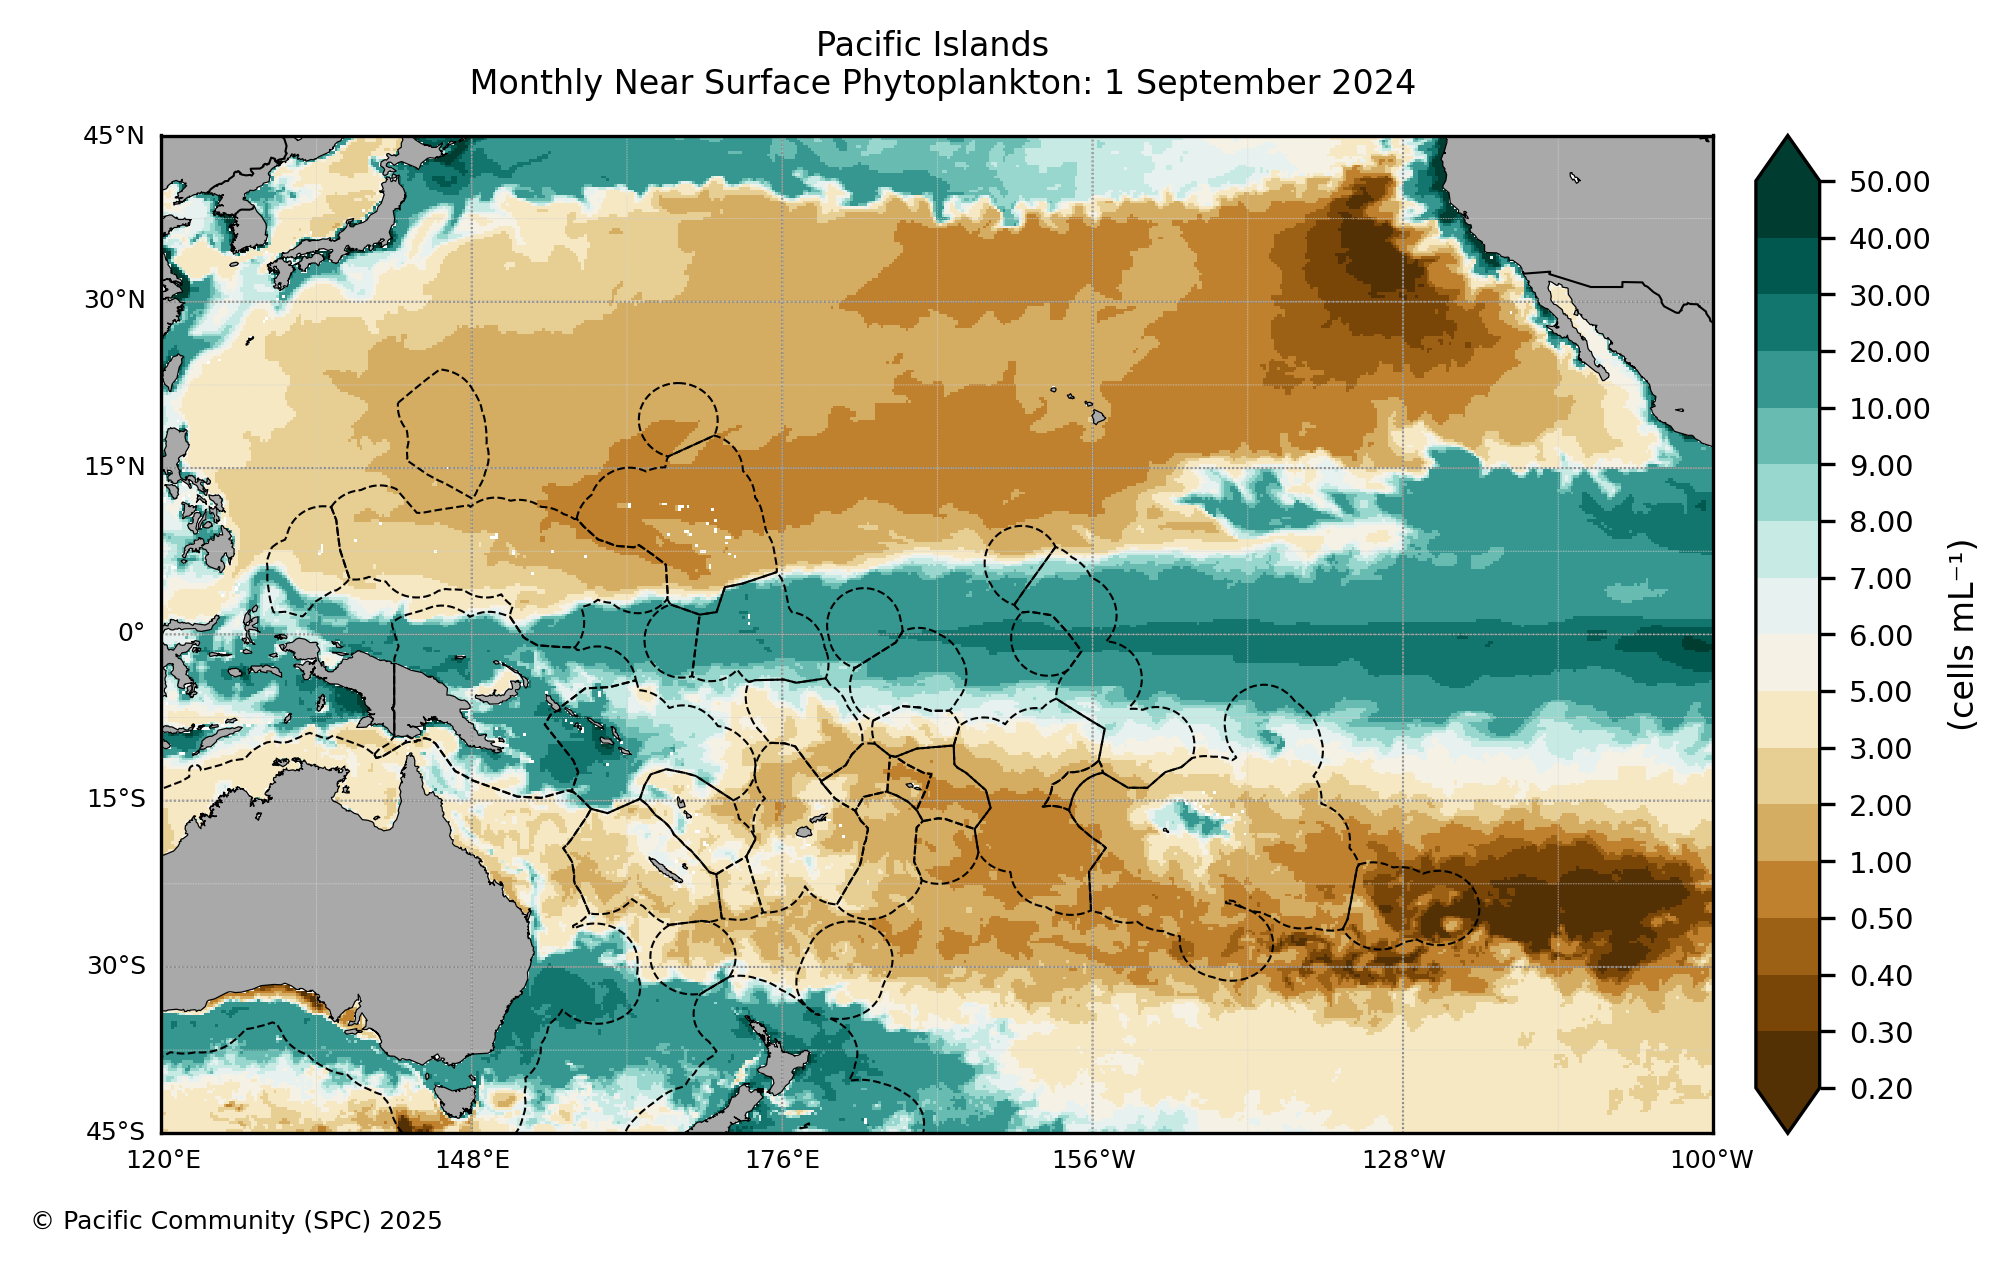 Pacific Islands
Monthly Near Surface Phytoplankton: 1 September 2024
45°N
30°N
15°N
0°
15°S
30°S
45°S
120°E
148°E
176°E
156°W
128°W
100°W
50.00
40.00
30.00
20.00
10.00
9.00
8.00
7.00
6.00
5.00
3.00
2.00
1.00
0.50
0.40
0.30
0.20
(cells mL⁻¹)
© Pacific Community (SPC) 2025